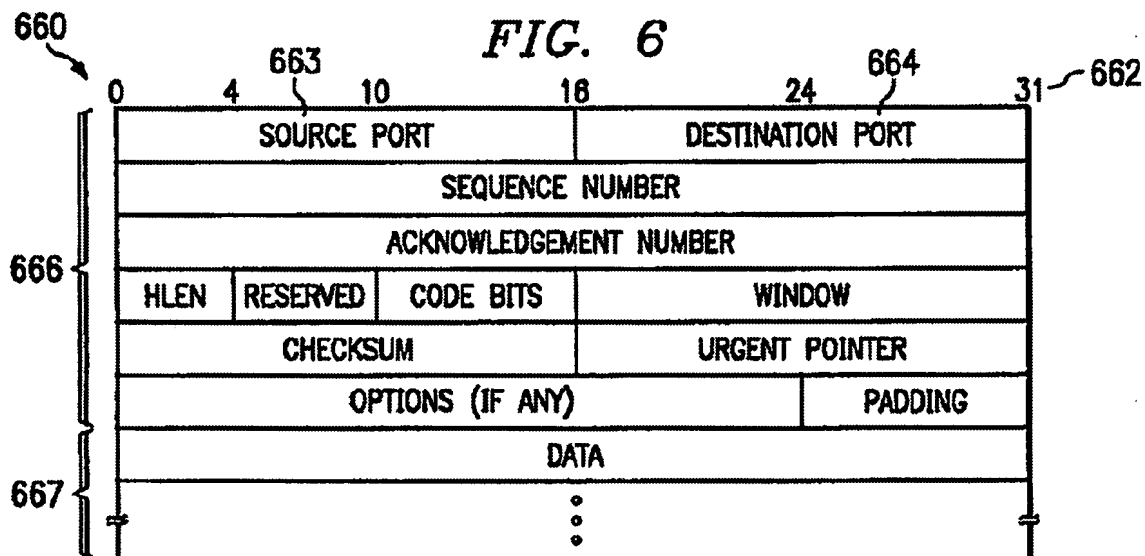 FIG. 6
660
663
664
662
0 4 10 16 24 31
SOURCE PORT DESTINATION PORT
SEQUENCE NUMBER
ACKNOWLEDGEMENT NUMBER
666
HLEN RESERVED CODE BITS WINDOW
CHECKSUM URGENT POINTER
OPTIONS (IF ANY) PADDING
DATA
667